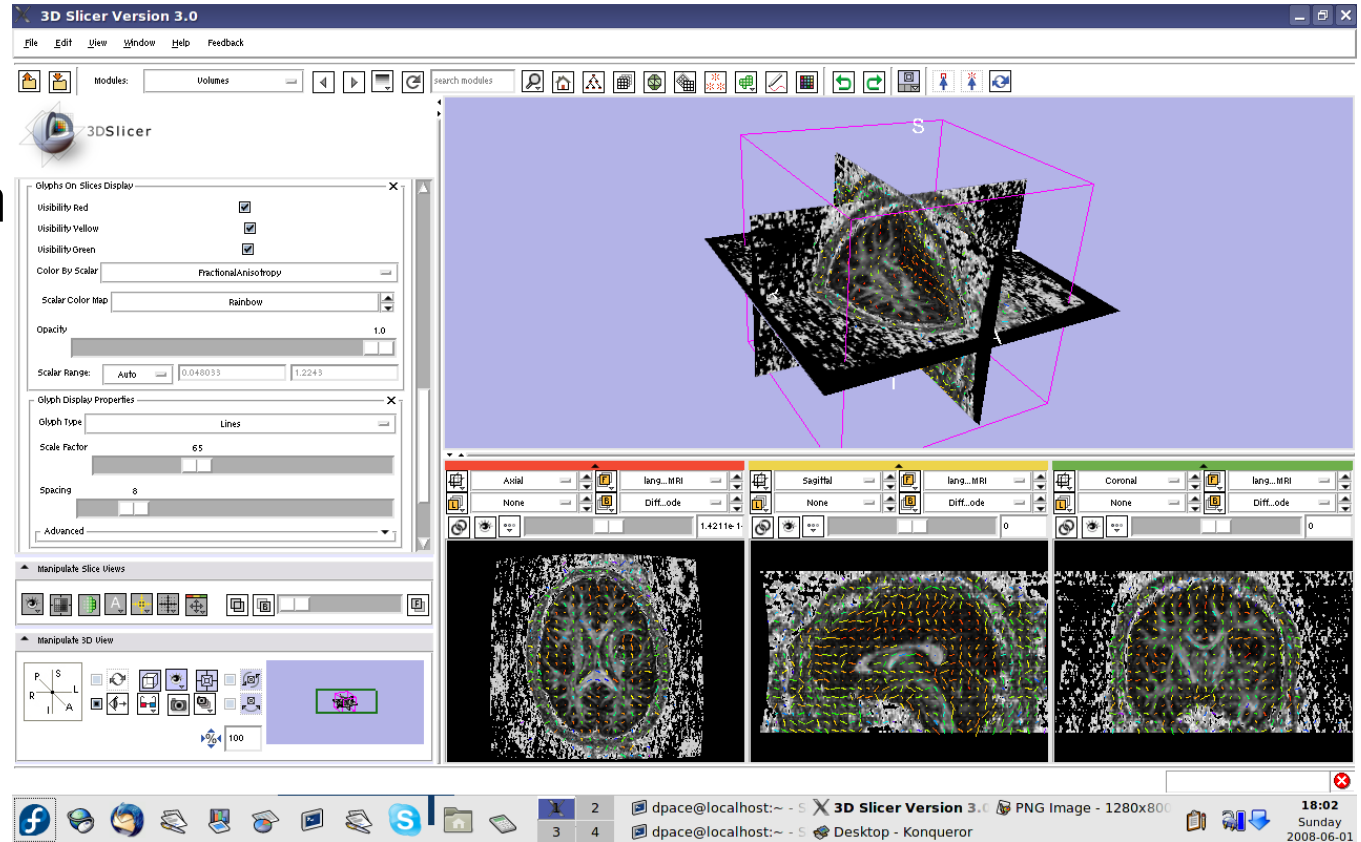 3D Slicer Version 3.0
File Edit View Window Help Feedback
Modules: Volumes search modules
3DSlicer
Glyphs On Slices Display
Visibility Red
Visibility Yellow
Visibility Green
Color By Scalar FractionalAnisotropy
Scalar Color Map Rainbow
Opacity 1.0
Scalar Range: Auto 0.048033 1.2243
Glyph Display Properties
Glyph Type Lines
Scale Factor 65
Spacing 8
Advanced
Manipulate Slice Views
Manipulate 3D View
P S
R L
I A
100
S
A
I
Axial lang...MRI
None Diff...ode
1.4211e-1
Sagittal lang...MRI
None Diff...ode
0
Coronal lang...MRI
None Diff...ode
0
1 2
3 4
dpace@localhost:~ - S
3D Slicer Version 3.0
PNG Image - 1280x800
dpace@localhost:~ - S
Desktop - Konqueror
18:02
Sunday
2008-06-01